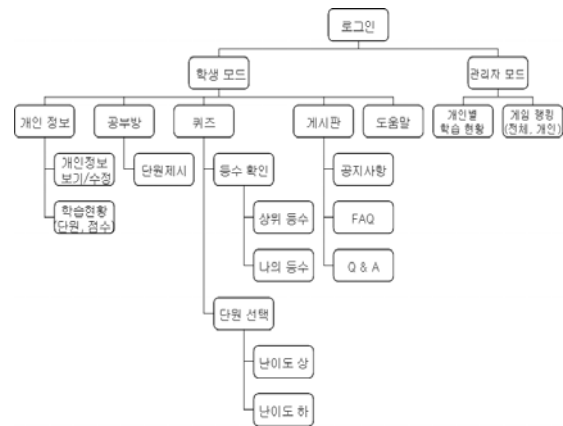 로그인
학생 모드
관리자 모드
개인 정보
공부방
퀴즈
게시판
도움말
개인별
학습 현황
게임 랭킹
(전체, 개인)
개인정보
보기/수정
단원제시
등수 확인
공지사항
학습현황
(단원, 점수)
상위 등수
FAQ
나의 등수
Q & A
단원 선택
난이도 상
난이도 하